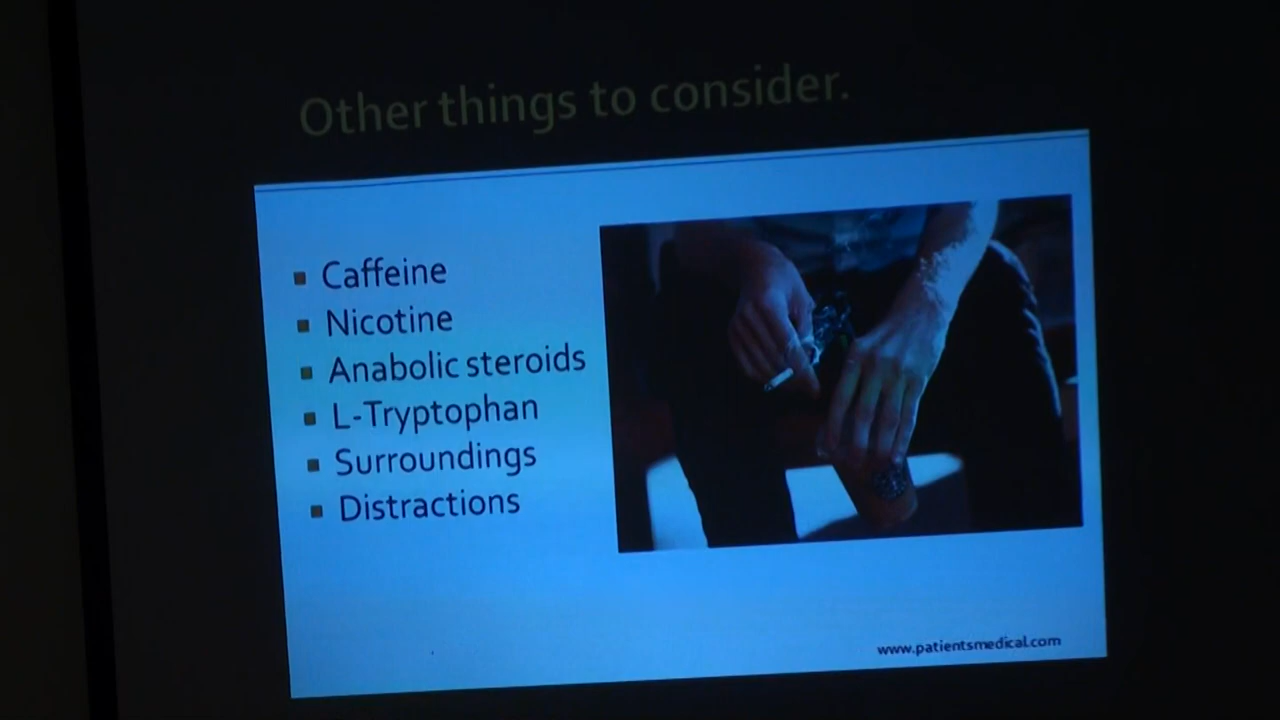 Other things to consider.
Caffeine
Nicotine
Anabolic steroids
L-Tryptophan
Surroundings
Distractions
www.patientsmedical.com